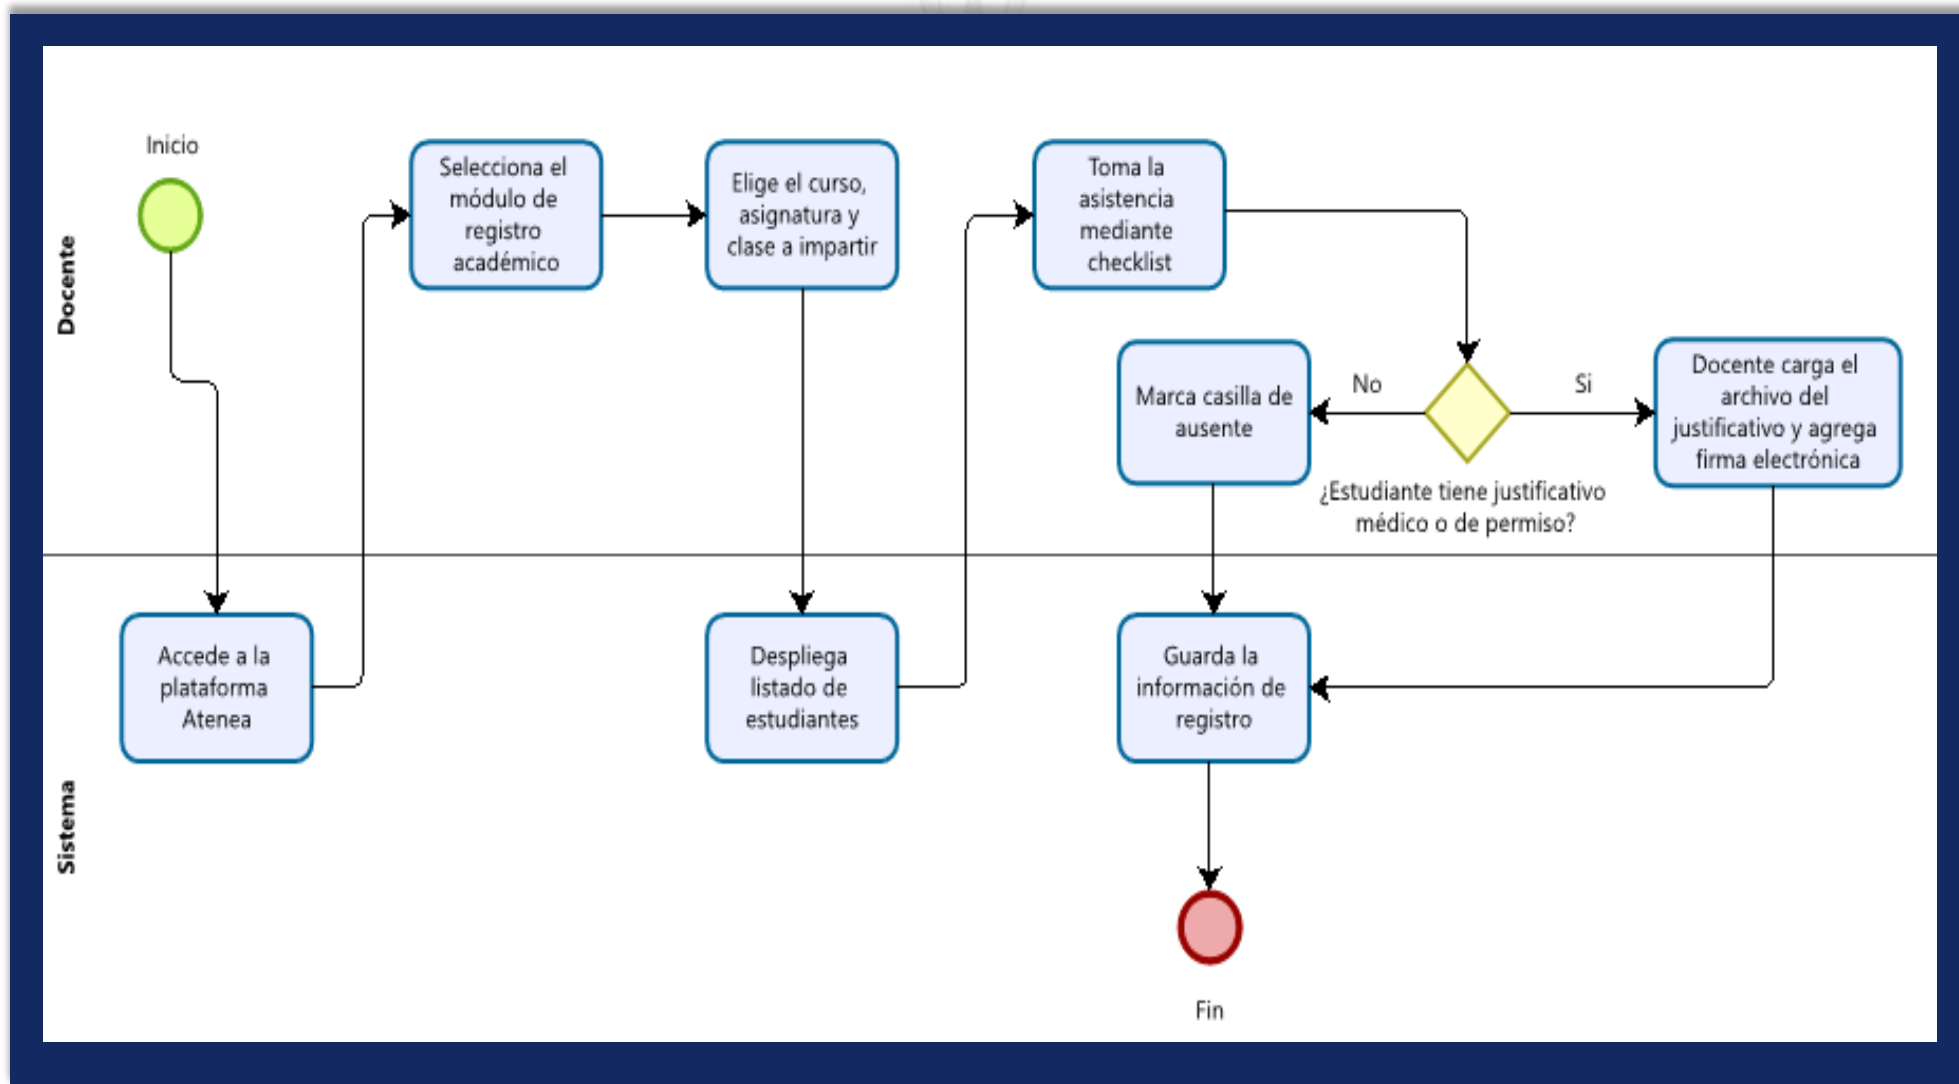 Docente
Inicio
Selecciona el
módulo de
registro
académico
Elige el curso,
asignatura y
clase a impartir
Toma la
asistencia
mediante
checklist
Marca casilla de
ausente
No
Si
¿Estudiante tiene justificativo
médico o de permiso?
Docente carga el
archivo del
justificativo y agrega
firma electrónica
Sistema
Accede a la
plataforma
Atenea
Despliega
listado de
estudiantes
Guarda la
información de
registro
Fin